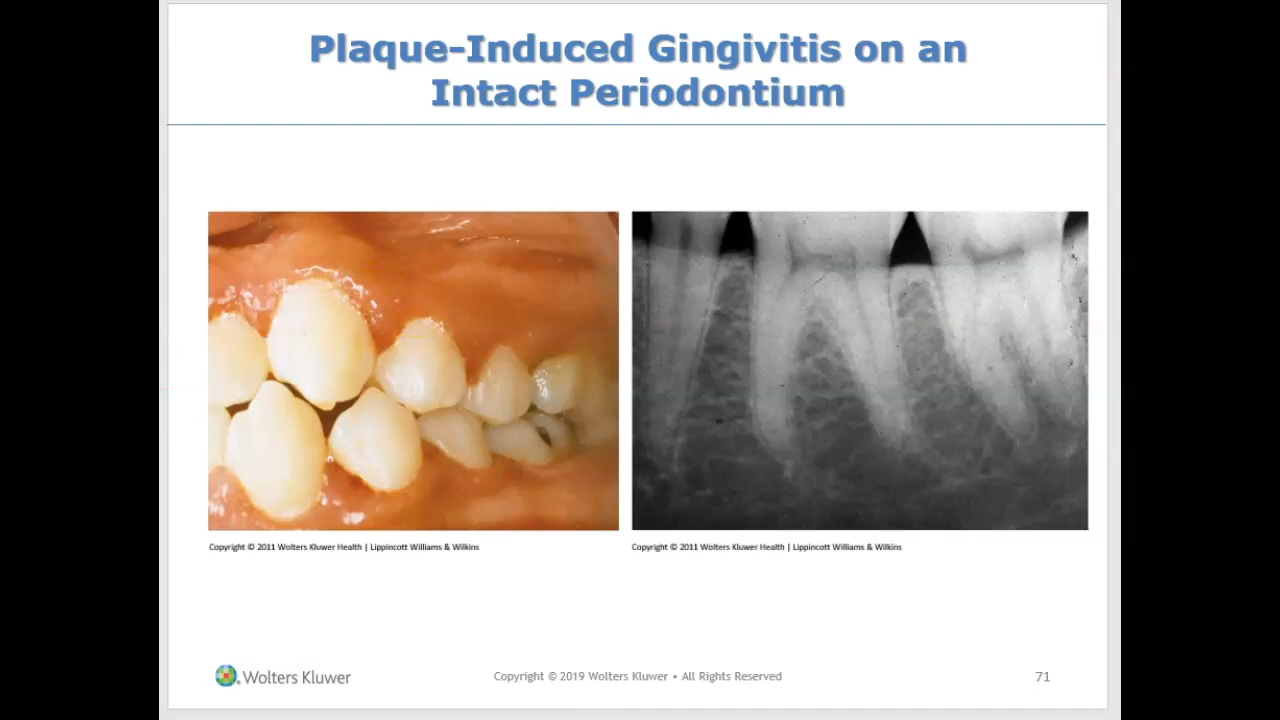 Plaque–Induced Gingivitis on an
Intact Periodontium
Copyright © 2011 Wolters Kluwer Health | Lippincott Williams & Wilkins
Copyright © 2011 Wolters Kluwer Health | Lippincott Williams & Wilkins
Wolters Kluwer
Copyright © 2019 Wolters Kluwer • All Rights Reserved
71